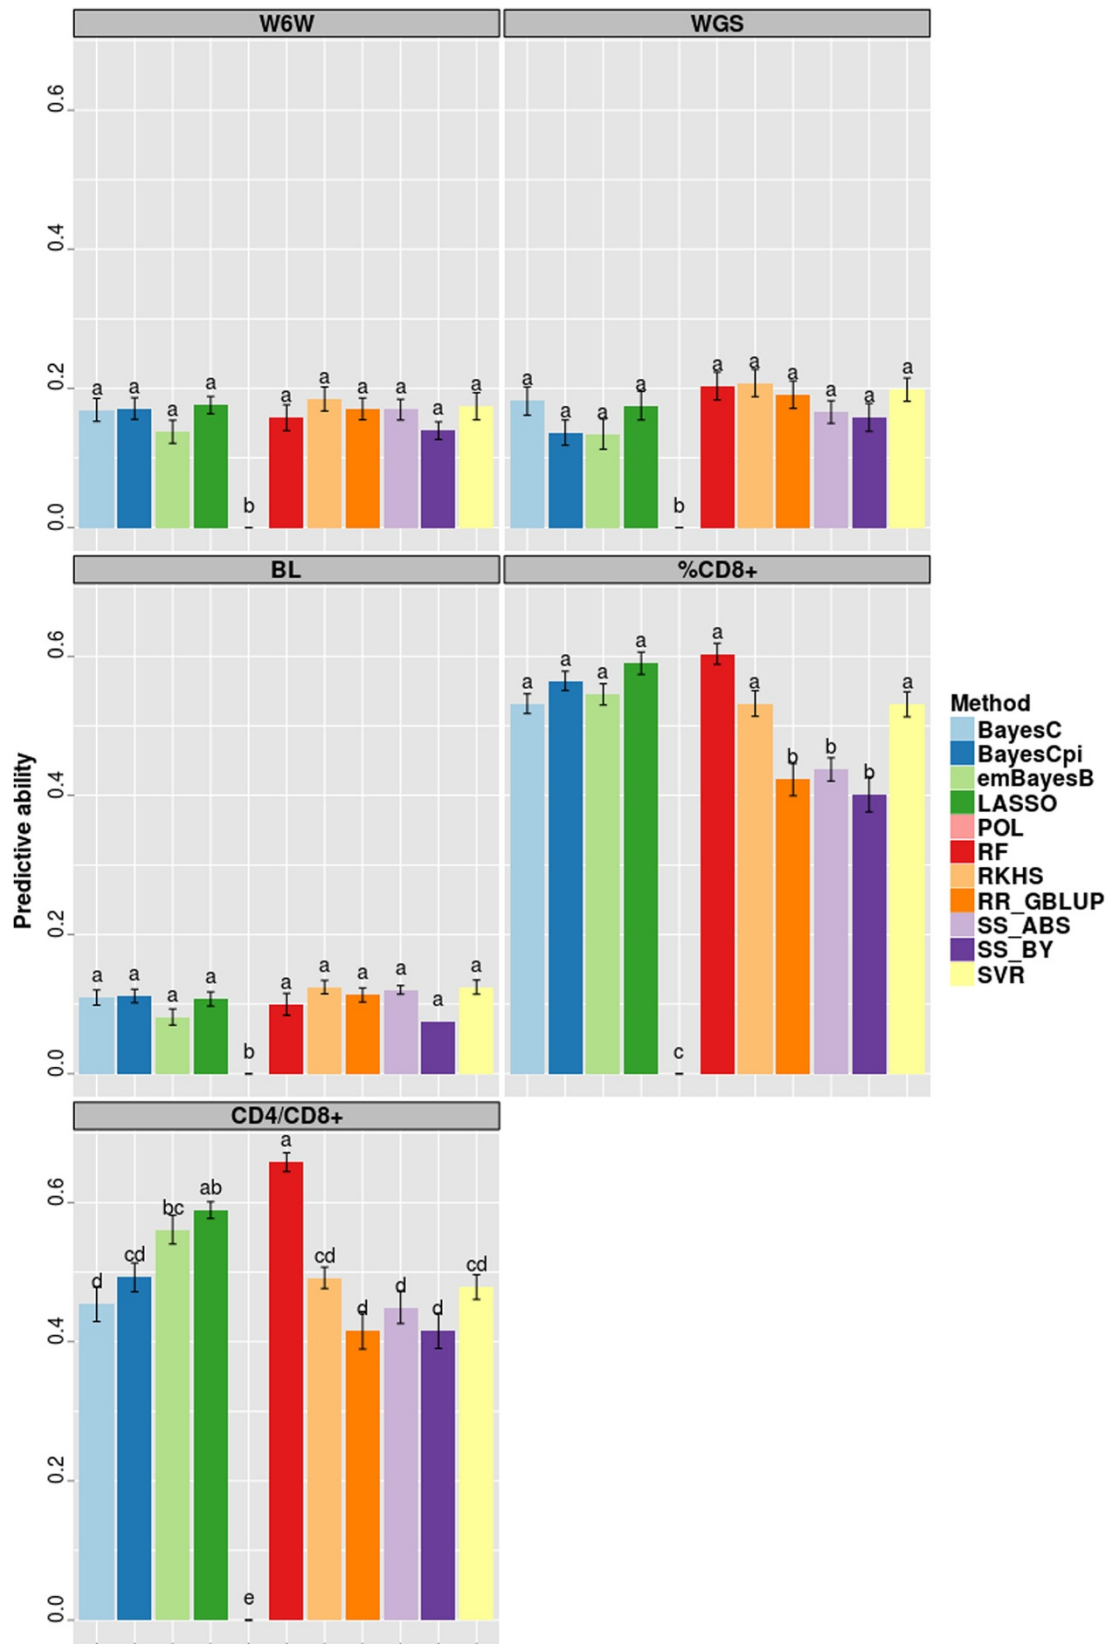 W6W WGS
0.6
0.4
0.2
0.0
a a a a b a a a a a a
a a a a b a a a a a a
BL %CD8+
0.6
0.4
0.2
0.0
a a a a b a a a a a a
a a a a c a a b b b a
CD4/CD8+
0.6
0.4
0.2
0.0
d cd bc ab e a cd d d d cd
Predictive ability
Method
BayesC
BayesCpi
emBayesB
LASSO
POL
RF
RKHS
RR_GBLUP
SS_ABS
SS_BY
SVR